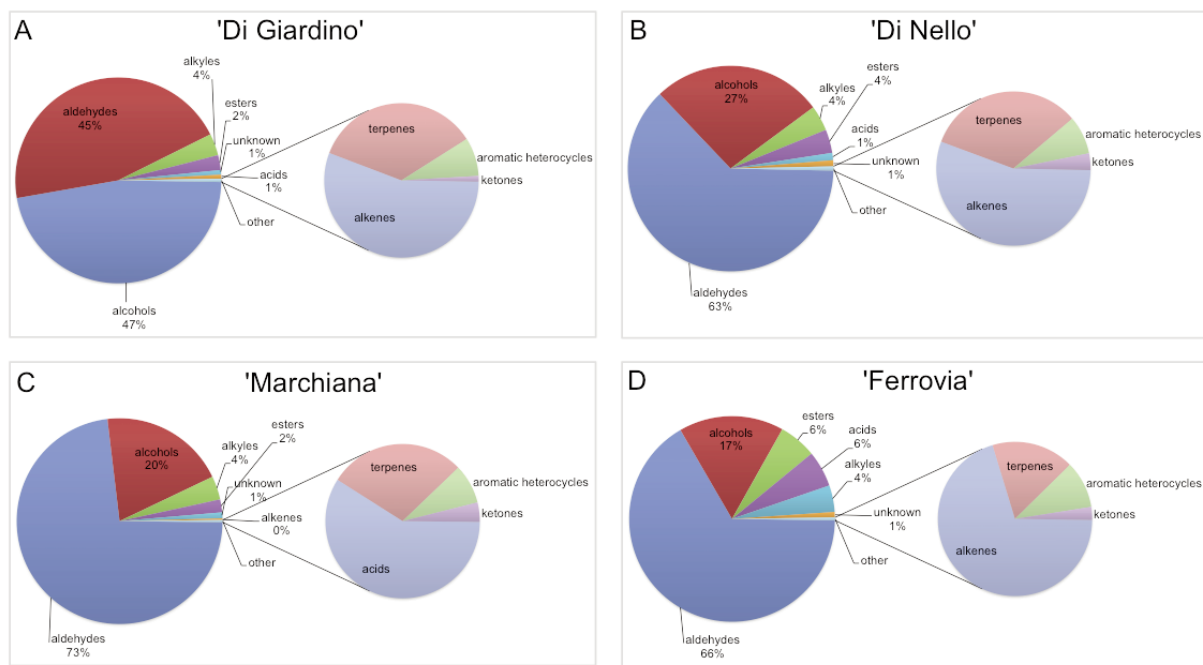 A
'Di Giardino'
alkyles
4%
aldehydes
45%
esters
2%
unknown
1%
acids
1%
other
alcohols
47%
terpenes
aromatic heterocycles
ketones
alkenes
B
'Di Nello'
alcohols
27%
esters
4%
alkyles
4%
acids
1%
unknown
1%
other
aldehydes
63%
terpenes
aromatic heterocycles
ketones
alkenes
C
'Marchiana'
esters
2%
alcohols
20%
alkyles
4%
unknown
1%
alkenes
0%
other
aldehydes
73%
terpenes
aromatic heterocycles
ketones
acids
D
'Ferrovia'
esters
6%
alcohols
17%
acids
6%
alkyles
4%
unknown
1%
other
aldehydes
66%
terpenes
aromatic heterocycles
ketones
alkenes